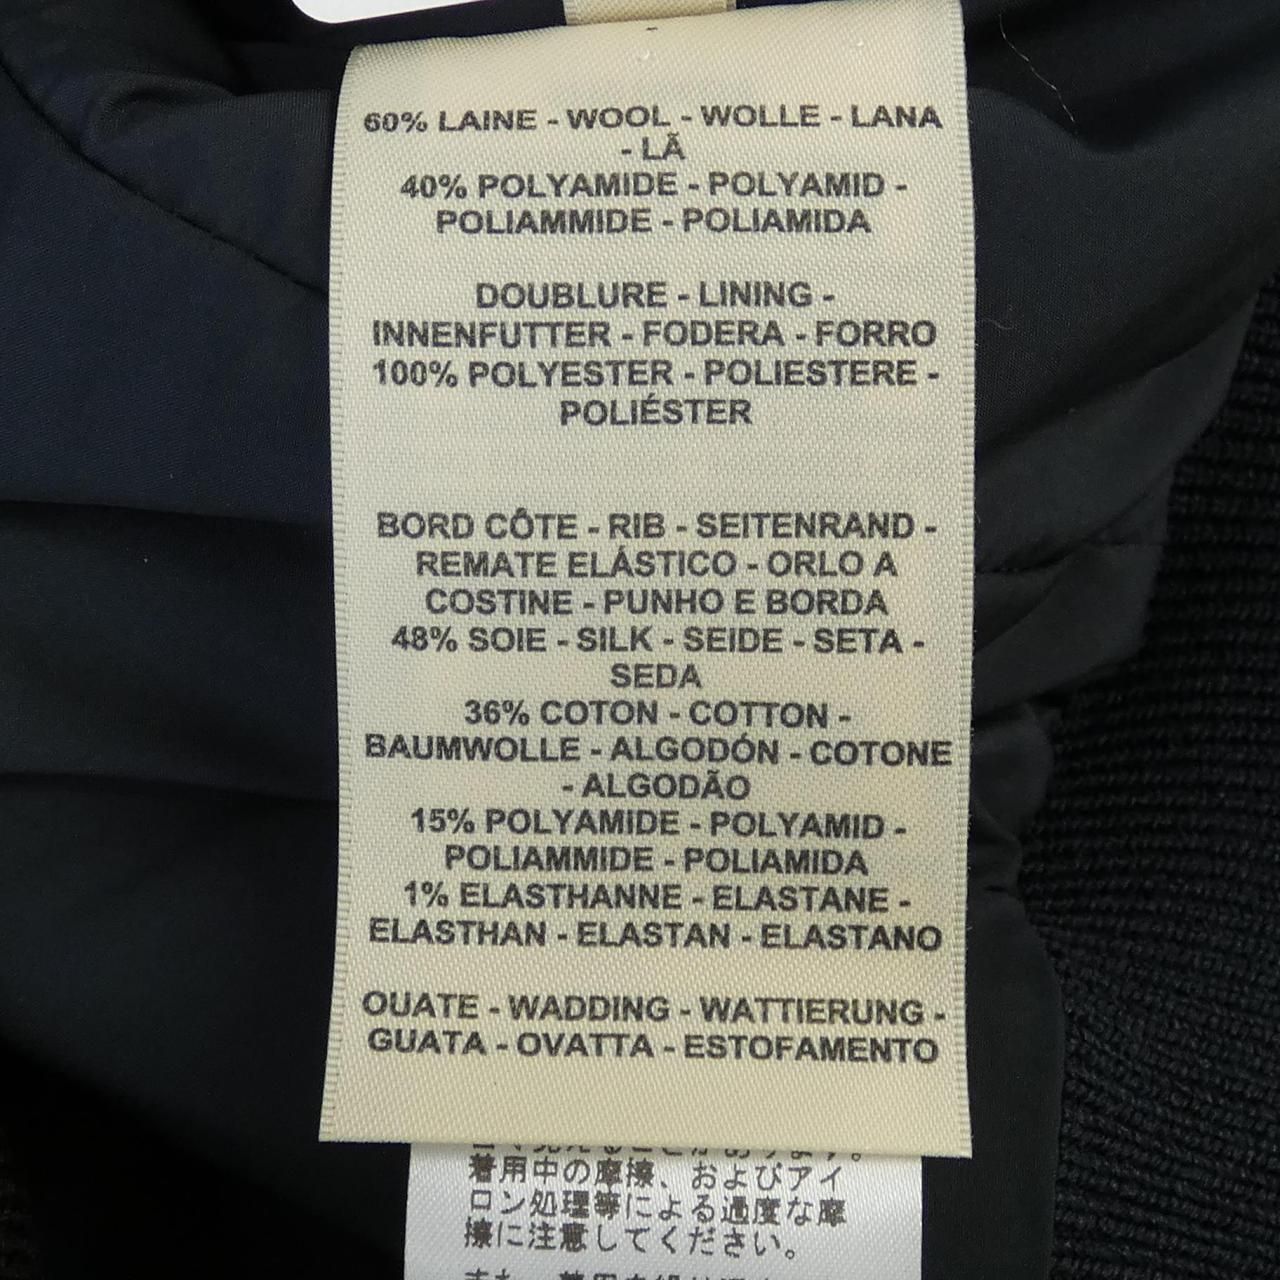 60% LAINE - WOOL - WOLLE - LANA
- LÃ
40% POLYAMIDE - POLYAMID -
POLIAMMIDE - POLIAMIDA
DOUBLURE - LINING -
INNENFUTTER - FODERA - FORRO
100% POLYESTER - POLIESTERE -
POLIÉSTER
BORD CÔTE - RIB - SEITENRAND -
REMATE ELÁSTICO - ORLO A
COSTINE - PUNHO E BORDA
48% SOIE - SILK - SEIDE - SETA -
SEDA
36% COTON - COTTON -
BAUMWOLLE - ALGODÓN - COTONE
- ALGODÃO
15% POLYAMIDE - POLYAMID -
POLIAMMIDE - POLIAMIDA
1% ELASTHANNE - ELASTANE -
ELASTHAN - ELASTAN - ELASTANO
OUATE - WADDING - WATTIERUNG -
GUATA - OVATTA - ESTOFAMENTO
着用中の摩擦、およびアイ
ロン処理等による過度な摩
擦に注意してください。